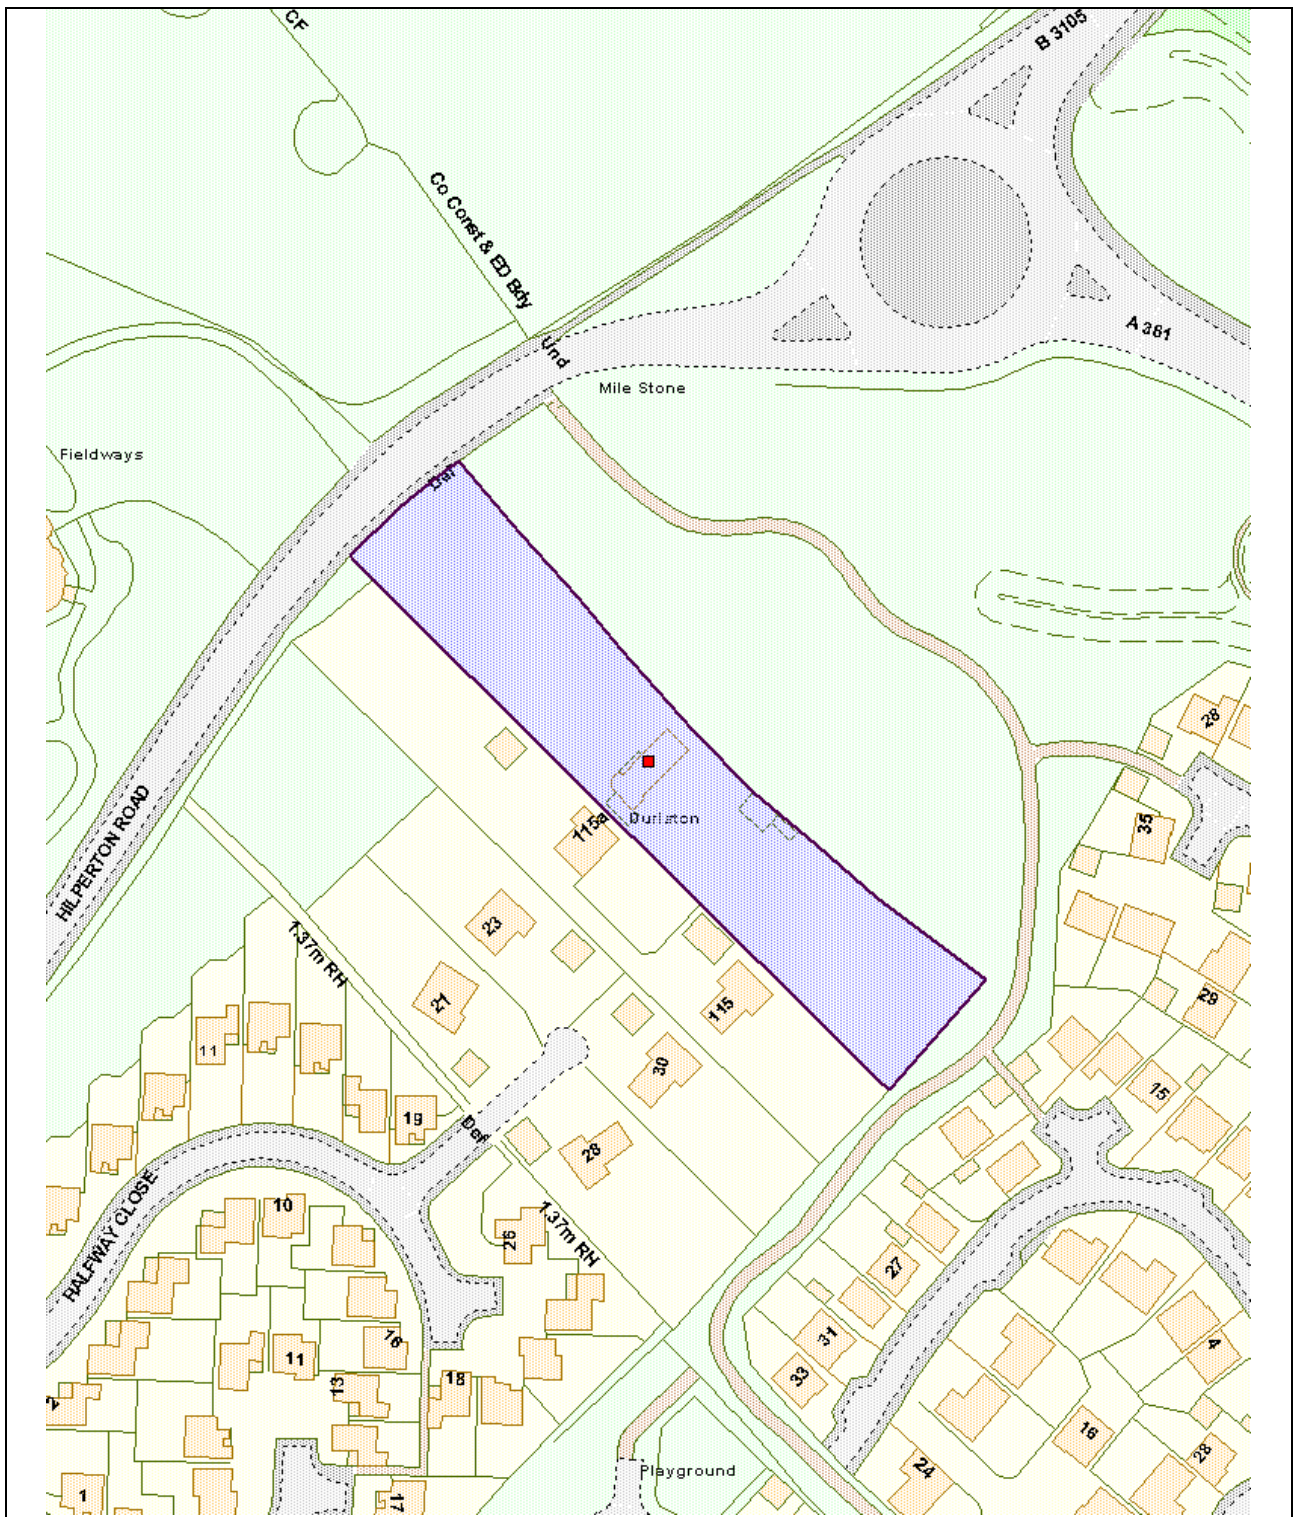 CF
B 3105
Co Const & ED Bdy
Und
A 361
Mile Stone
Fieldways
Def
28
HILPERTON ROAD
115a
Durlston
35
23
1.37m RH
21
115
29
11
30
15
19
Def
28
HALFWAY CLOSE
10
26
1.37m RH
27
16
31
4
11
33
13
18
2
16
28
24
Playground
1
17